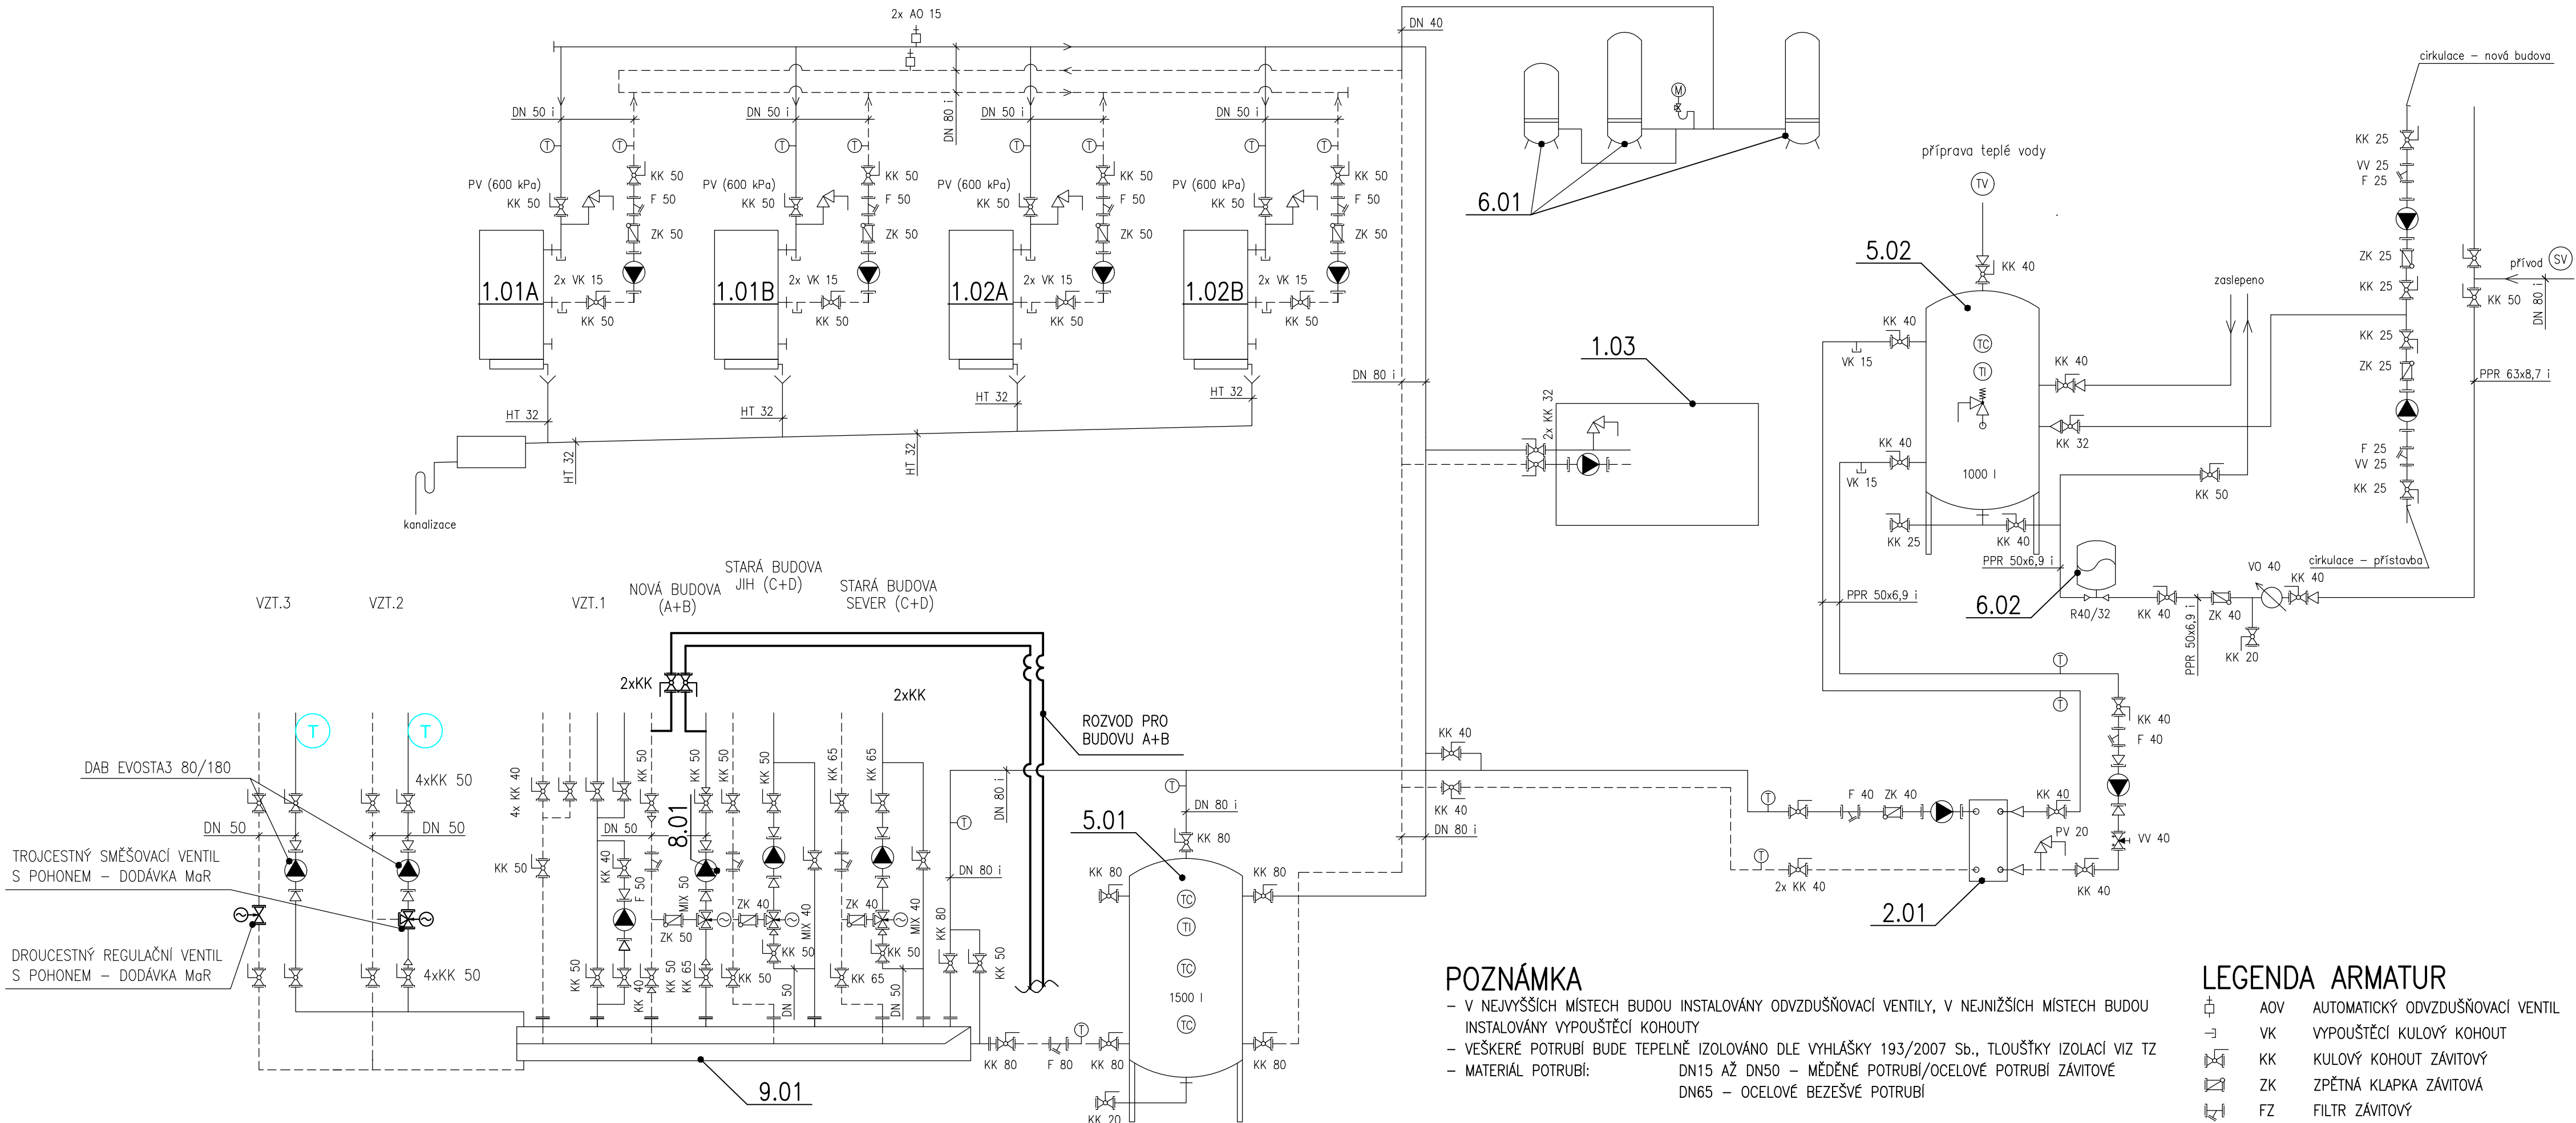 2x AO 15
DN 40
DN 50 i
DN 50 i
DN 80 i
DN 50 i
DN 50 i
T
T
T
T
T
T
T
T
PV (600 kPa)
KK 50
KK 50
F 50
ZK 50
PV (600 kPa)
KK 50
KK 50
F 50
ZK 50
PV (600 kPa)
KK 50
KK 50
F 50
ZK 50
PV (600 kPa)
KK 50
KK 50
F 50
ZK 50
1.01A
2x VK 15
KK 50
1.01B
2x VK 15
KK 50
1.02A
2x VK 15
KK 50
1.02B
2x VK 15
KK 50
HT 32
HT 32
HT 32
HT 32
HT 32
HT 32
kanalizace
M
6.01
DN 80 i
1.03
2x KK 32
příprava teplé vody
TV
5.02
KK 40
KK 40
VK 15
TC
TI
KK 40
KK 32
KK 40
VK 15
1000 l
KK 25
KK 40
zaslepeno
KK 50
PPR 50x6,9 i
PPR 50x6,9 i
6.02
R40/32
KK 40
PPR 50x6,9 i
ZK 40
VO 40
KK 40
KK 20
cirkulace – nová budova
KK 25
VV 25
F 25
ZK 25
KK 25
KK 25
ZK 25
F 25
VV 25
KK 25
cirkulace – přístavba
přívod
SV
KK 50
DN 80 i
PPR 63x8,7 i
VZT.3
VZT.2
VZT.1
NOVÁ BUDOVA
(A+B)
STARÁ BUDOVA
JIH (C+D)
STARÁ BUDOVA
SEVER (C+D)
2xKK
2xKK
T
T
DAB EVOSTA3 80/180
4xKK 50
DN 50
DN 50
TROJCESTNÝ SMĚŠOVACÍ VENTIL
S POHONEM – DODÁVKA MaR
DROUCESTNÝ REGULAČNÍ VENTIL
S POHONEM – DODÁVKA MaR
4xKK 50
4x KK 40
KK 50
KK 50
KK 50
KK 50
KK 65
KK 65
DN 50
8.01
KK 50
KK 40
F 50
MIX 50
ZK 50
ZK 40
MIX 40
ZK 40
MIX 40
KK 50
KK 40
KK 50
KK 65
KK 50
KK 50
DN 50
KK 50
KK 65
DN 50
KK 80
KK 50
9.01
ROZVOD PRO
BUDOVU A+B
DN 80 i
T
DN 80 i
T
DN 80 i
KK 80
5.01
KK 80
KK 80
TC
TI
TC
1500 l
TC
KK 80
F 80
T
KK 80
KK 80
KK 20
KK 40
KK 40
DN 80 i
T
T
KK 40
F 40
T
F 40
ZK 40
KK 40
PV 20
VV 40
T
2x KK 40
KK 40
2.01
POZNÁMKA
– V NEJVYŠŠÍCH MÍSTECH BUDOU INSTALOVÁNY ODVZDUŠŇOVACÍ VENTILY, V NEJNIŽŠÍCH MÍSTECH BUDOU
INSTALOVÁNY VYPOUŠTĚCÍ KOHOUTY
– VEŠKERÉ POTRUBÍ BUDE TEPELNĚ IZOLOVÁNO DLE VYHLÁŠKY 193/2007 Sb., TLOUŠŤKY IZOLACÍ VIZ TZ
– MATERIÁL POTRUBÍ: DN15 AŽ DN50 – MĚDĚNÉ POTRUBÍ/OCELOVÉ POTRUBÍ ZÁVITOVÉ
DN65 – OCELOVÉ BEZEŠVÉ POTRUBÍ
LEGENDA ARMATUR
AOV AUTOMATICKÝ ODVZDUŠŇOVACÍ VENTIL
VK VYPOUŠTĚCÍ KULOVÝ KOHOUT
KK KULOVÝ KOHOUT ZÁVITOVÝ
ZK ZPĚTNÁ KLAPKA ZÁVITOVÁ
FZ FILTR ZÁVITOVÝ